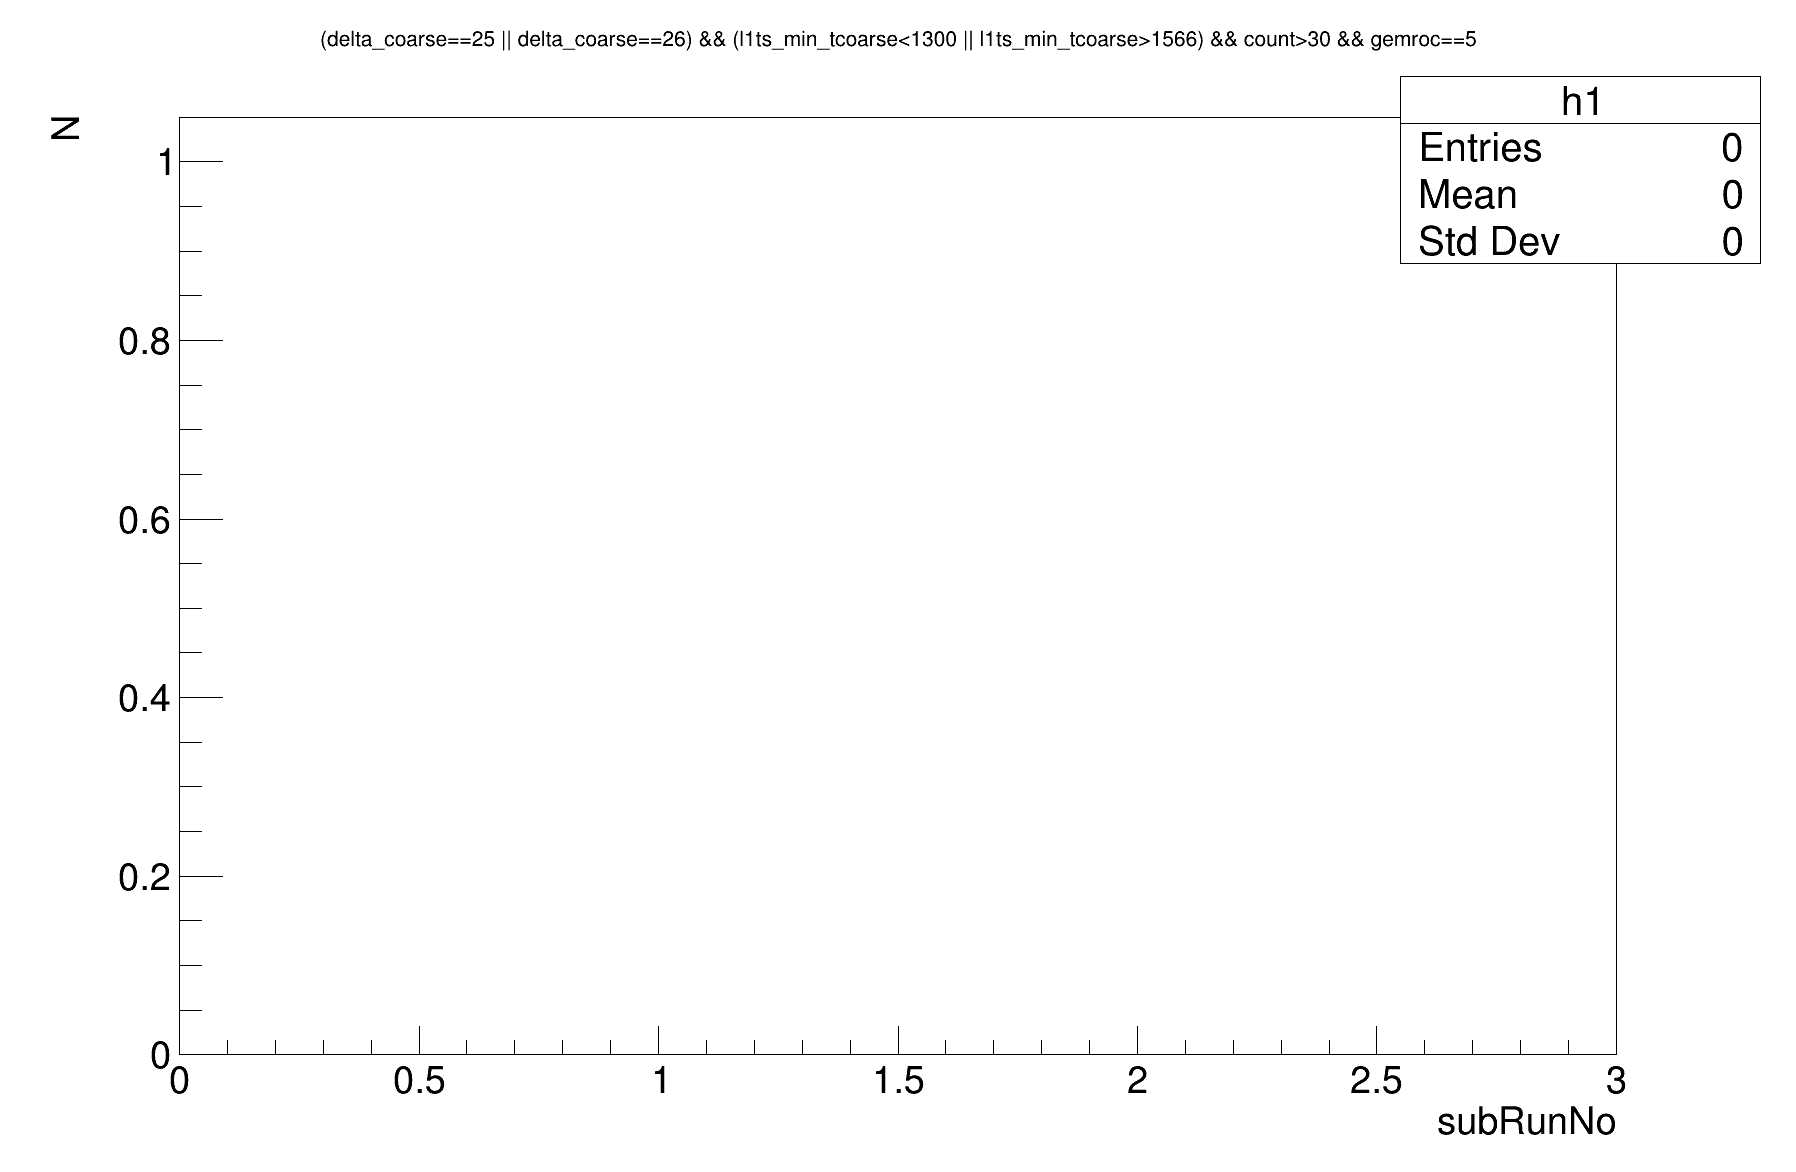 (delta_coarse==25 || delta_coarse==26) && (l1ts_min_tcoarse<1300 || l1ts_min_tcoarse>1566) && count>30 && gemroc==5
h1
Entries 0
Mean 0
Std Dev 0
N
1
0.8
0.6
0.4
0.2
0
0 0.5 1 1.5 2 2.5 3
subRunNo